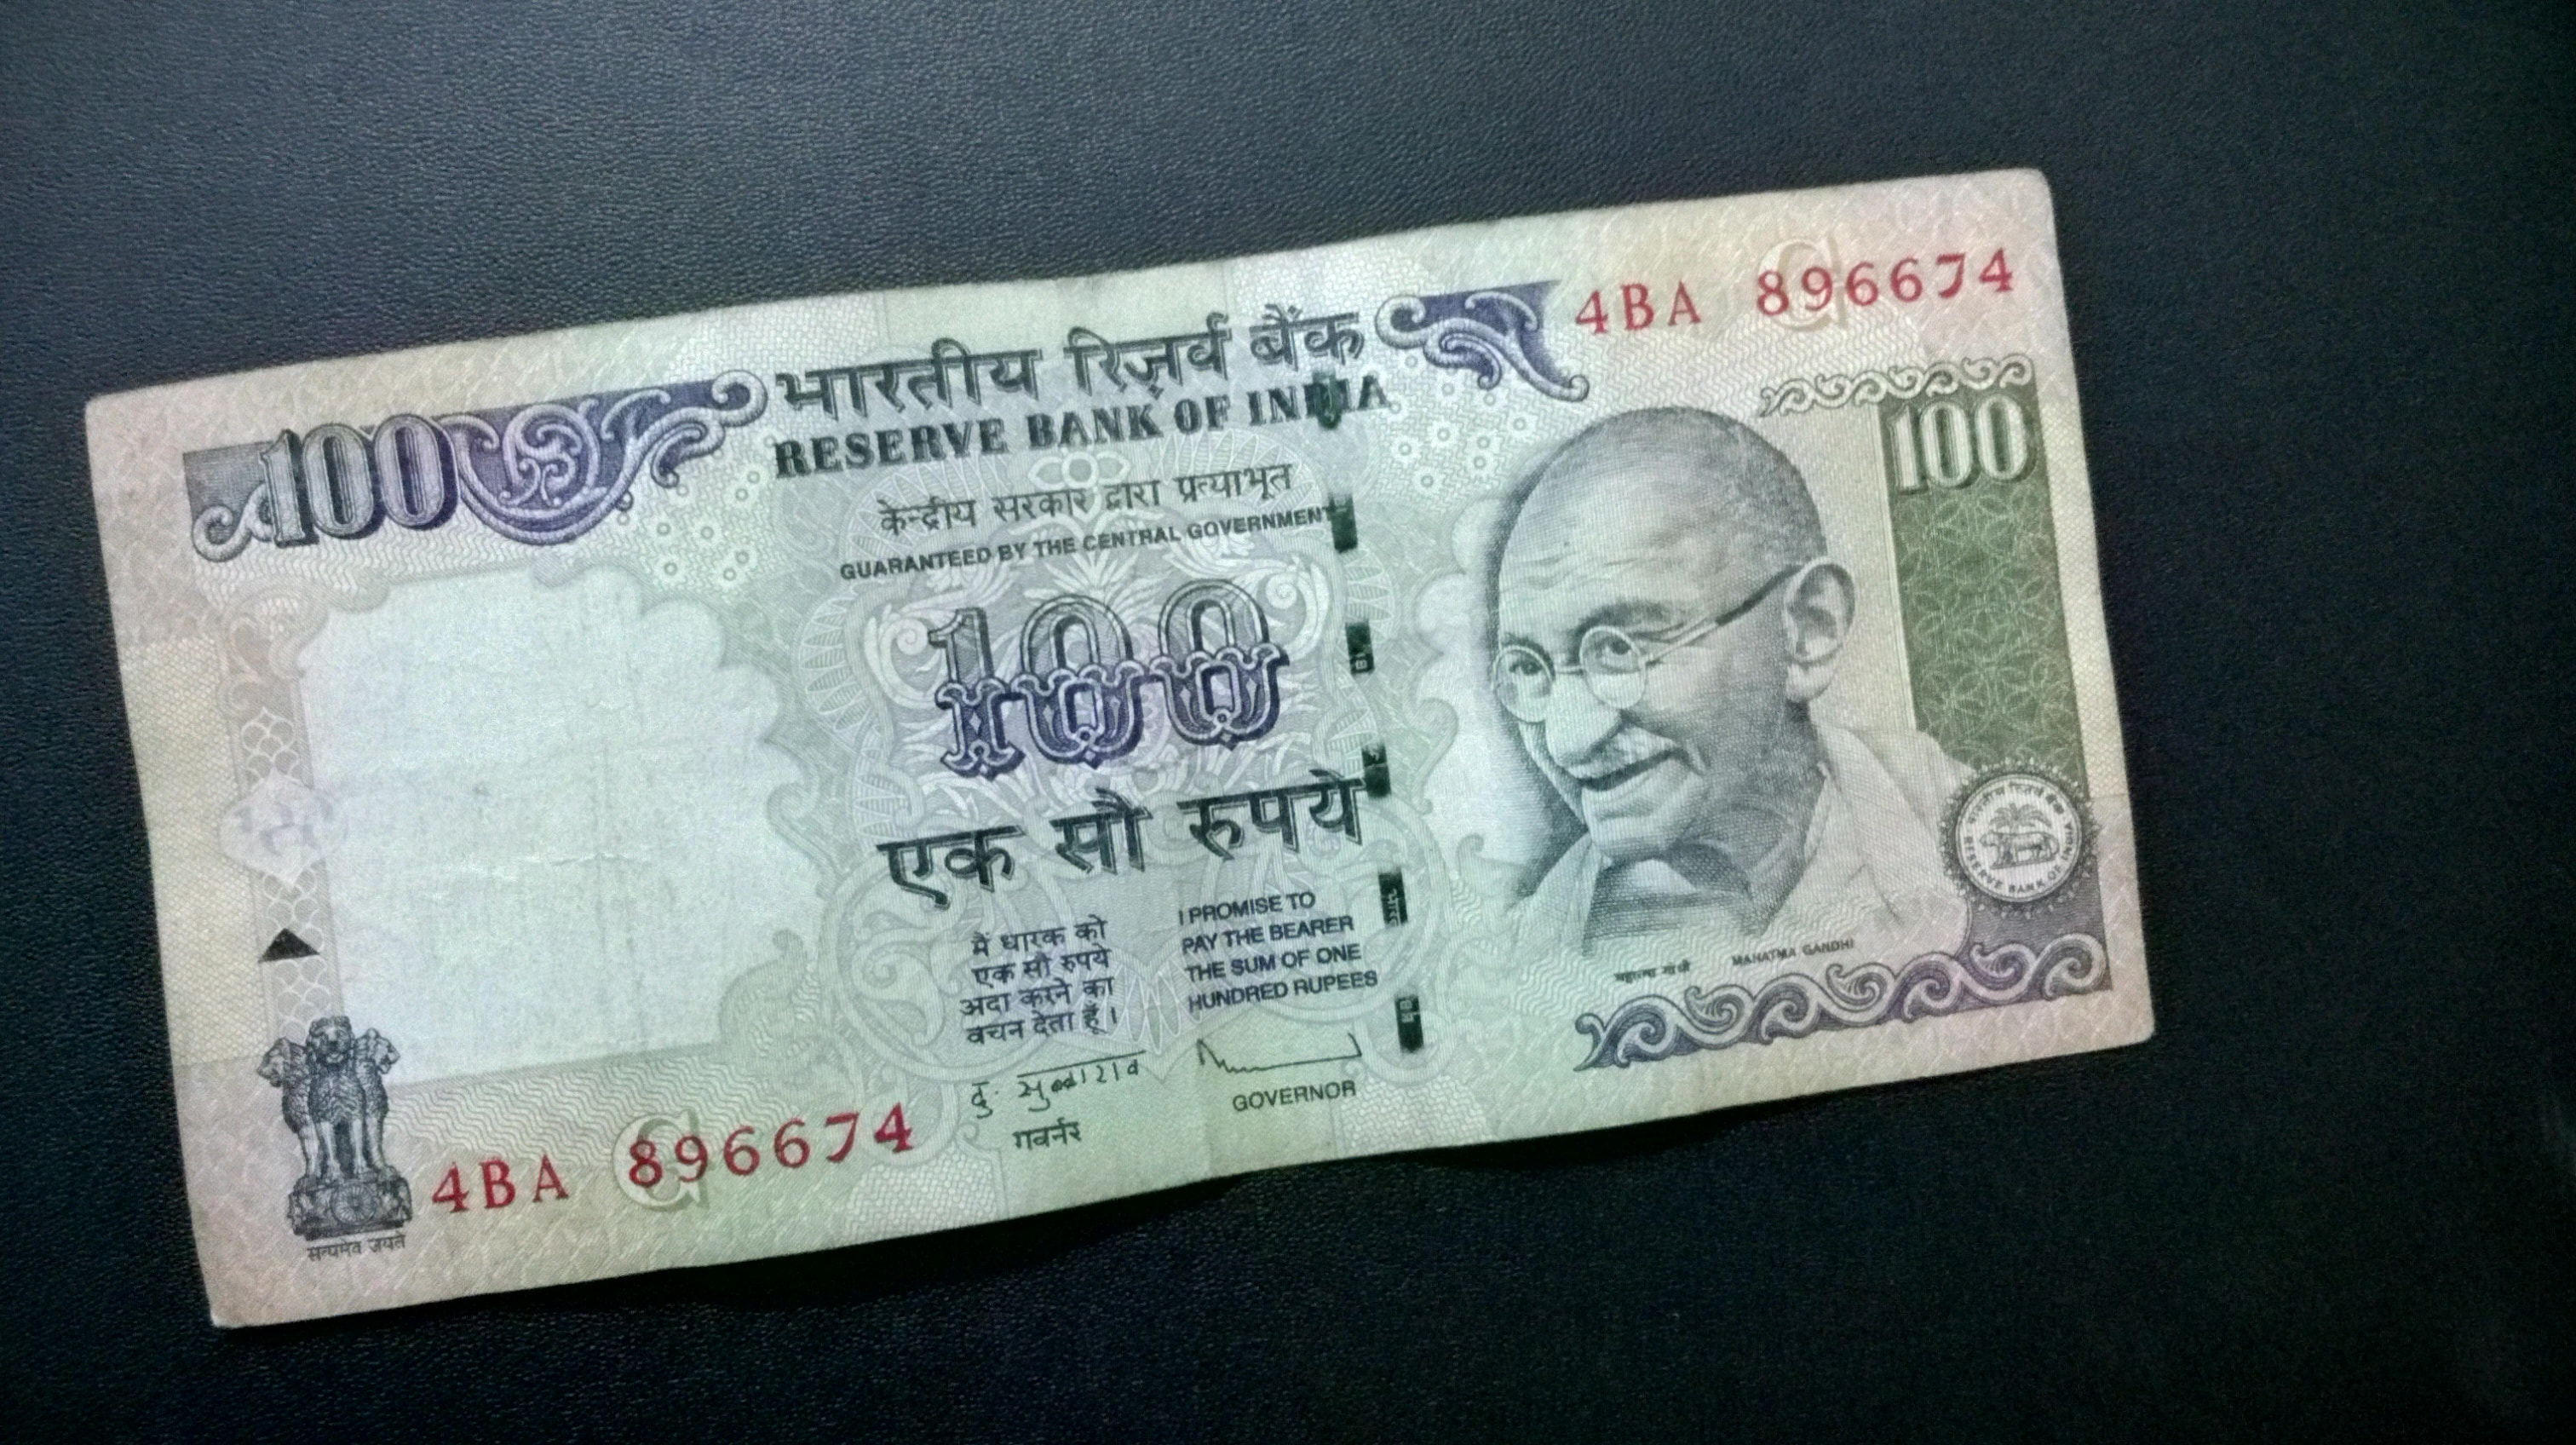 4BA 896674
भारतीय रिज़र्व बैंक
RESERVE BANK OF INDIA
100
100
केन्द्रीय सरकार द्वारा प्रत्याभूत
GUARANTEED BY THE CENTRAL GOVERNMENT
100
एक सौ रुपये
मैं धारक को
एक सौ रुपये
अदा करने का
वचन देता हूँ।
I PROMISE TO
PAY THE BEARER
THE SUM OF ONE
HUNDRED RUPEES
गवर्नर
GOVERNOR
महात्मा गांधी
MAHATMA GANDHI
भारतीय रिज़र्व बैंक
RESERVE BANK OF INDIA
4BA 896674
सत्यमेव जयते